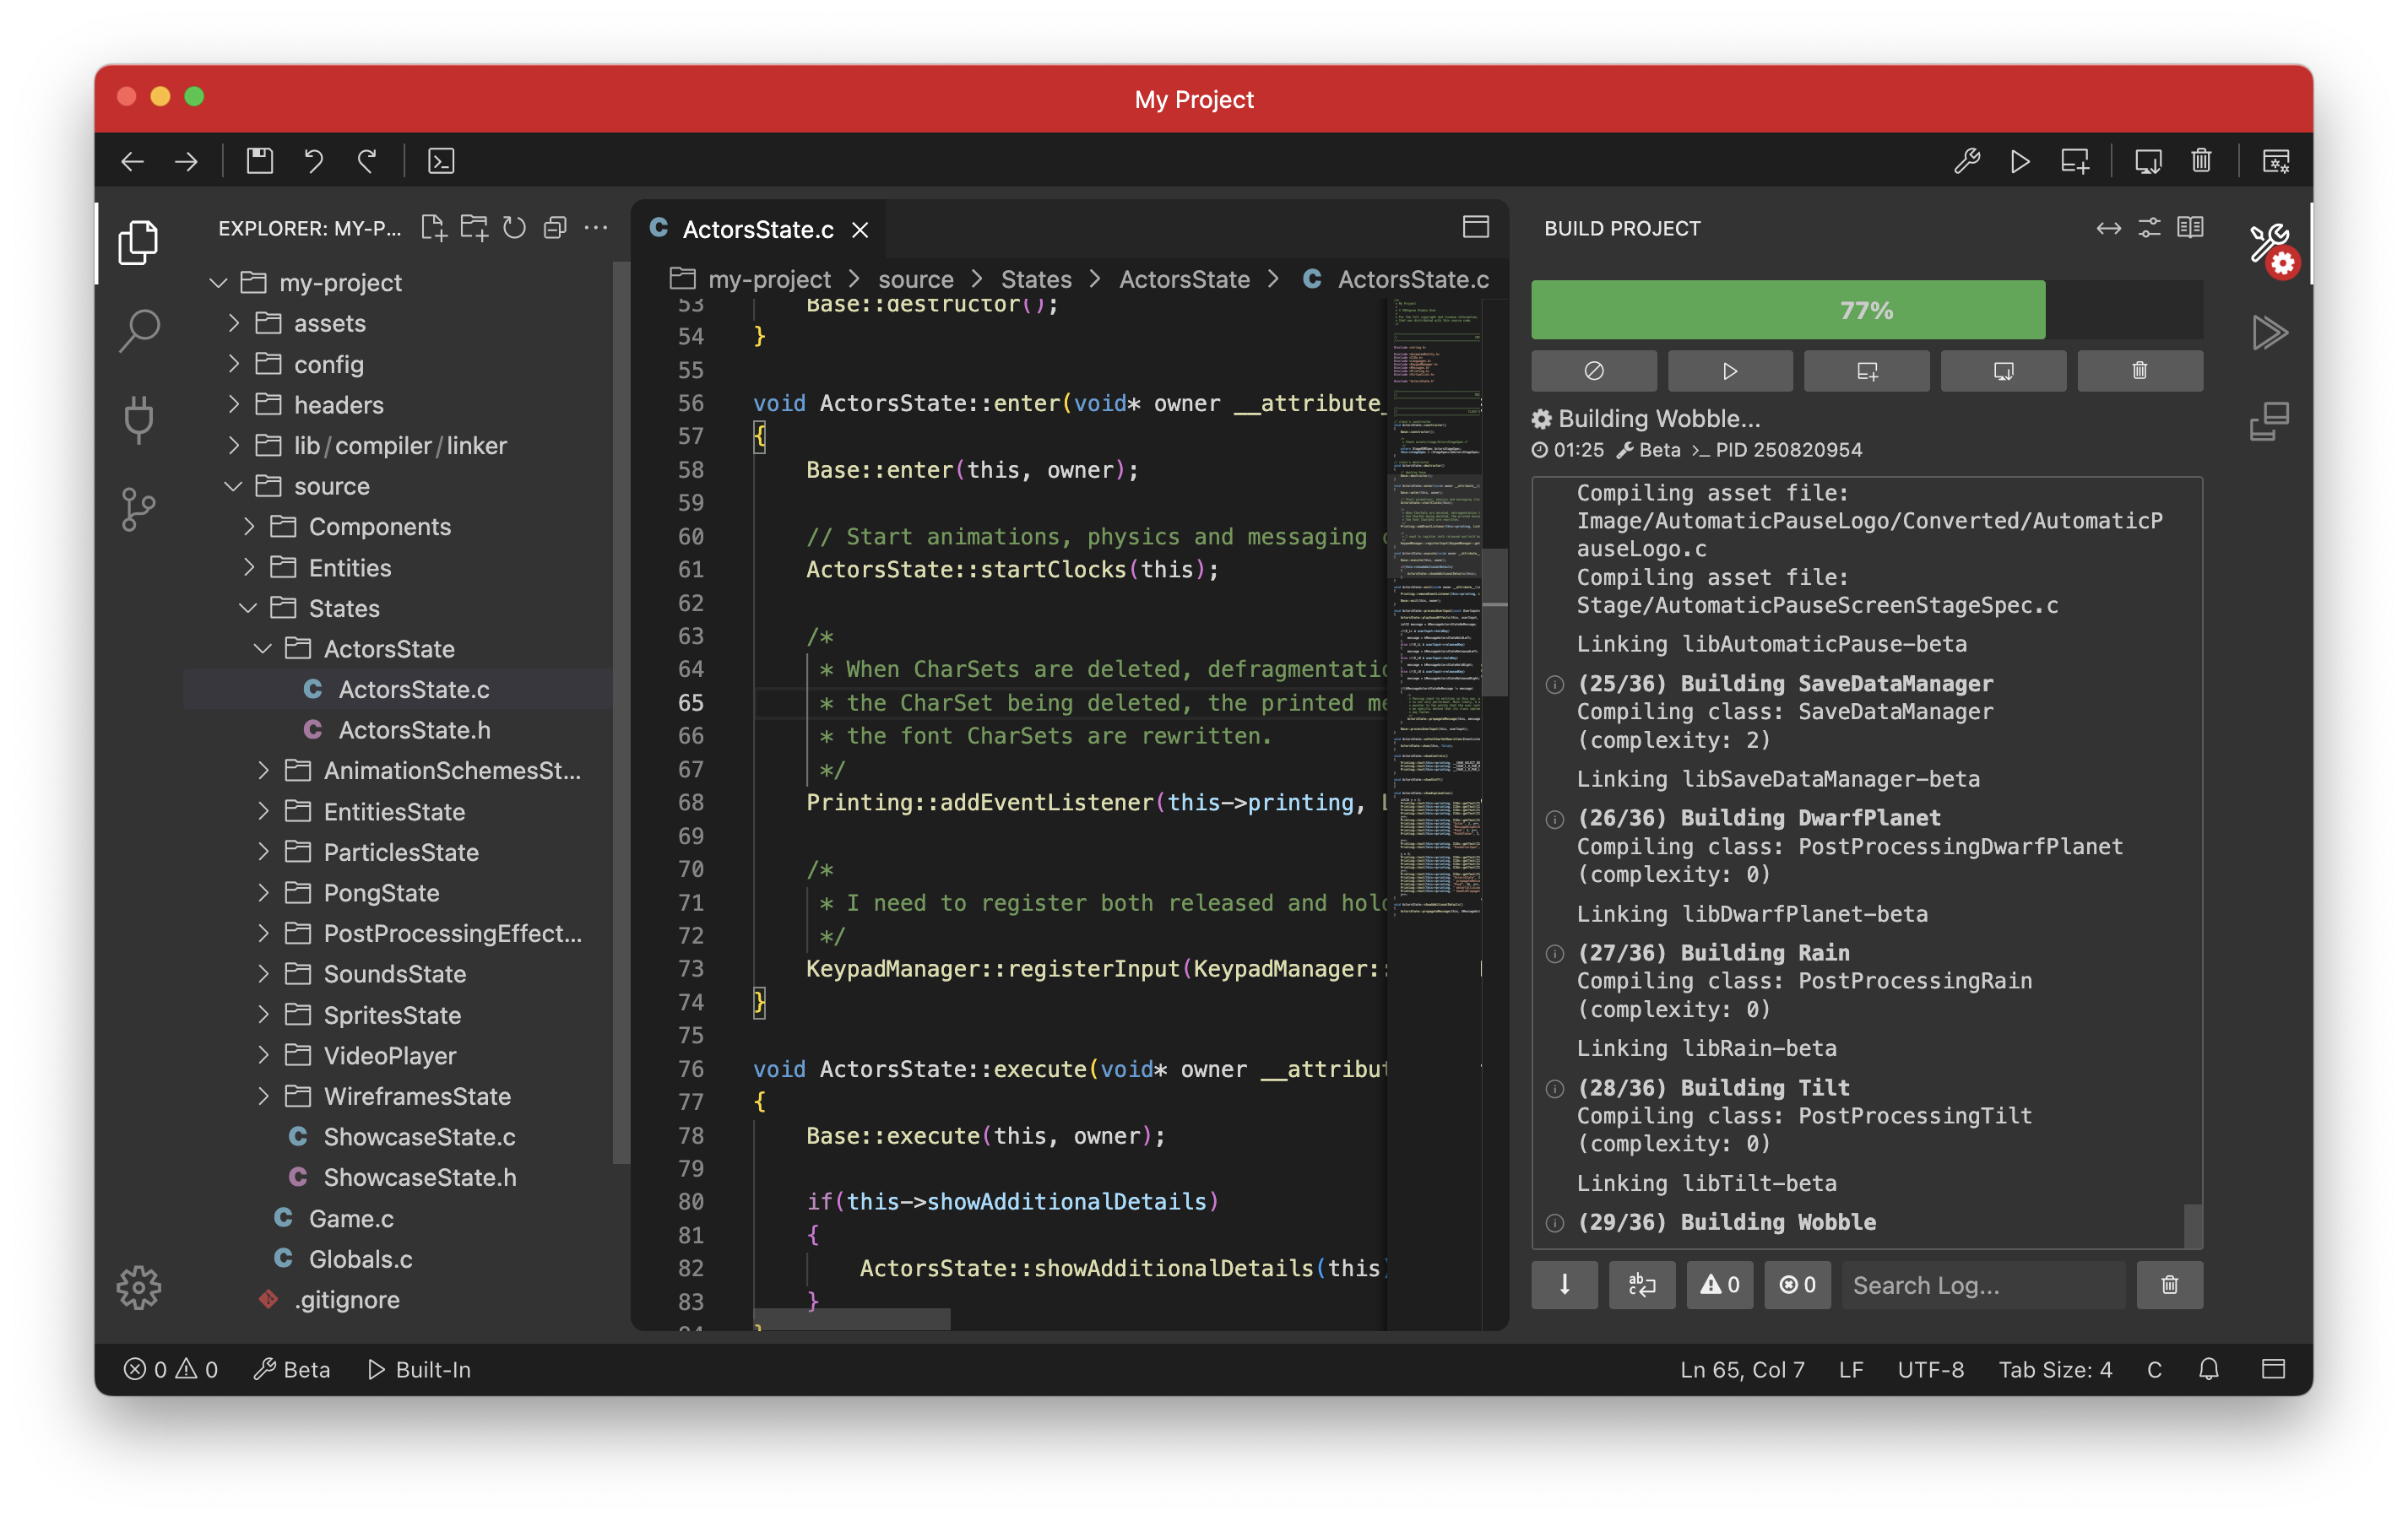 My Project
EXPLORER: MY-P...
my-project
assets
config
headers
lib/compiler/linker
source
Components
Entities
States
ActorsState
ActorsState.c
ActorsState.h
AnimationSchemesSt...
EntitiesState
ParticlesState
PongState
PostProcessingEffect...
SoundsState
SpritesState
VideoPlayer
WireframesState
ShowcaseState.c
ShowcaseState.h
Game.c
Globals.c
.gitignore
ActorsState.c
my-project > source > States > ActorsState > ActorsState.c
53 Base::destructor();
54 }
55
56 void ActorsState::enter(void* owner __attribute_
57 {
58 Base::enter(this, owner);
59
60 // Start animations, physics and messaging
61 ActorsState::startClocks(this);
62
63 /*
64 * When CharSets are deleted, defragmentatio
65 * the CharSet being deleted, the printed me
66 * the font CharSets are rewritten.
67 */
68 Printing::addEventListener(this->printing,
69
70 /*
71 * I need to register both released and hold
72 */
73 KeypadManager::registerInput(KeypadManager::
74 }
75
76 void ActorsState::execute(void* owner __attribut
77 {
78 Base::execute(this, owner);
79
80 if(this->showAdditionalDetails)
81 {
82 ActorsState::showAdditionalDetails(this)
83 }
BUILD PROJECT
77%
Building Wobble...
01:25 Beta PID 250820954
Compiling asset file:
Image/AutomaticPauseLogo/Converted/AutomaticP
auseLogo.c
Compiling asset file:
Stage/AutomaticPauseScreenStageSpec.c
Linking libAutomaticPause-beta
(25/36) Building SaveDataManager
Compiling class: SaveDataManager
(complexity: 2)
Linking libSaveDataManager-beta
(26/36) Building DwarfPlanet
Compiling class: PostProcessingDwarfPlanet
(complexity: 0)
Linking libDwarfPlanet-beta
(27/36) Building Rain
Compiling class: PostProcessingRain
(complexity: 0)
Linking libRain-beta
(28/36) Building Tilt
Compiling class: PostProcessingTilt
(complexity: 0)
Linking libTilt-beta
(29/36) Building Wobble
0 0 Search Log...
0 0 Beta Built-In
Ln 65, Col 7 LF UTF-8 Tab Size: 4 C